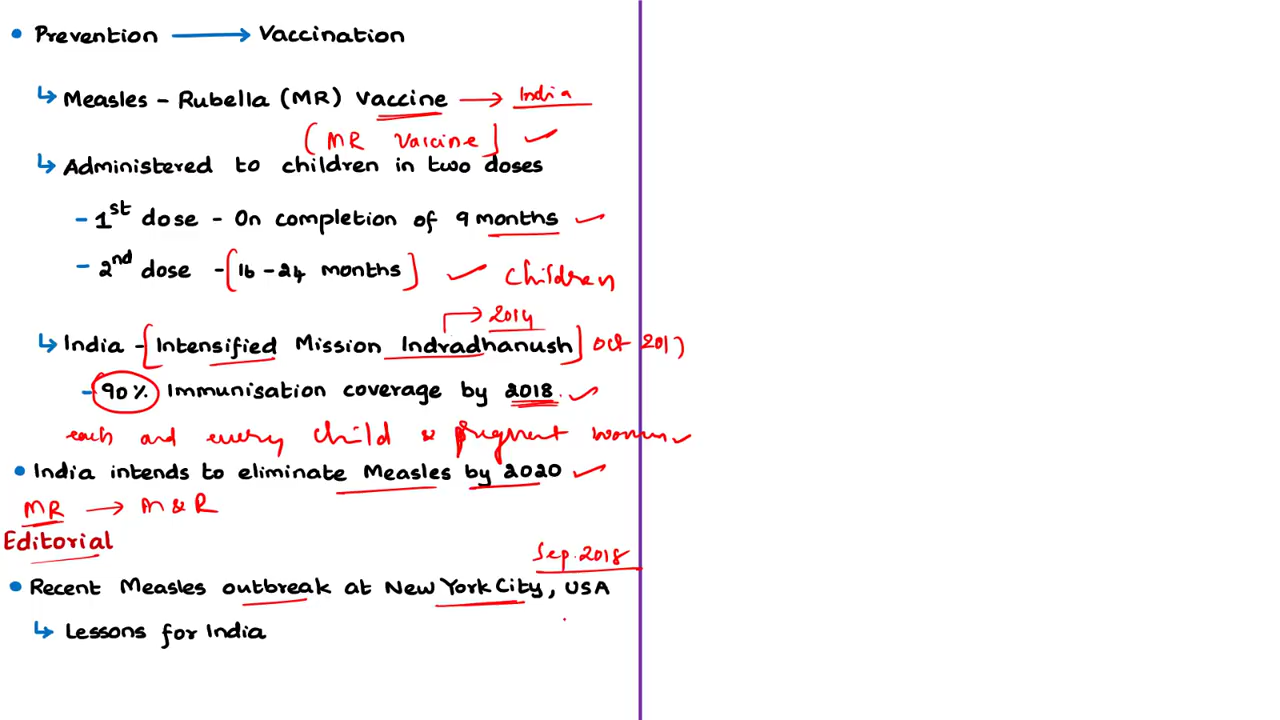 • Prevention → Vaccination
↳ Measles - Rubella (MR) Vaccine → India
(MR Vaccine] ✓
↳ Administered to children in two doses
- 1st dose - On completion of 9 months ✓
- 2nd dose - [16 - 24 months] ✓ Children
→ 2014
↳ India - [Intensified Mission Indradhanush] Oct 2017
- 90% Immunisation coverage by 2018. ✓
each and every child & pregnent women ✓
• India intends to eliminate Measles by 2020 ✓
MR → M & R
Editorial
Sep. 2018
• Recent Measles outbreak at New York City, USA
↳ Lessons for India